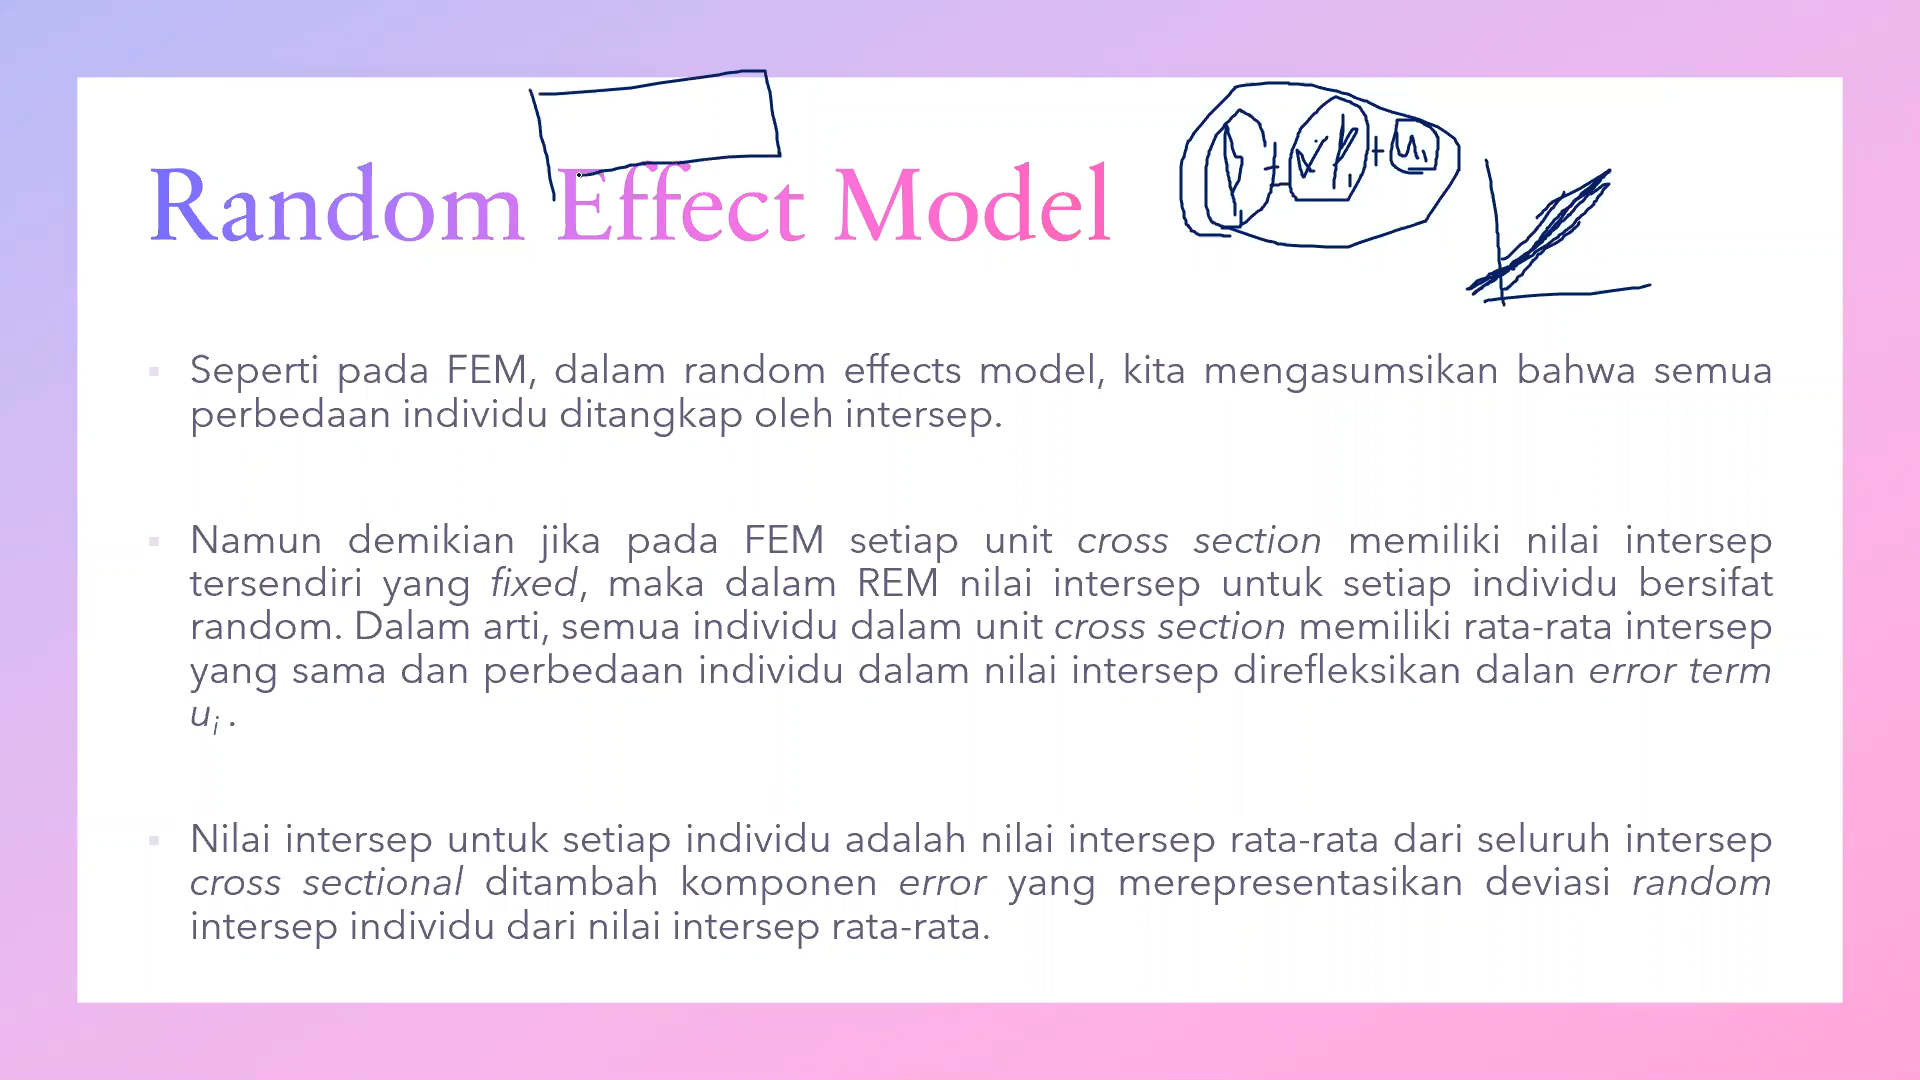 Random Effect Model
Seperti pada FEM, dalam random effects model, kita mengasumsikan bahwa semua
perbedaan individu ditangkap oleh intersep.
Namun demikian jika pada FEM setiap unit cross section memiliki nilai intersep
tersendiri yang fixed, maka dalam REM nilai intersep untuk setiap individu bersifat
random. Dalam arti, semua individu dalam unit cross section memiliki rata-rata intersep
yang sama dan perbedaan individu dalam nilai intersep direfleksikan dalan error term
uᵢ .
Nilai intersep untuk setiap individu adalah nilai intersep rata-rata dari seluruh intersep
cross sectional ditambah komponen error yang merepresentasikan deviasi random
intersep individu dari nilai intersep rata-rata.